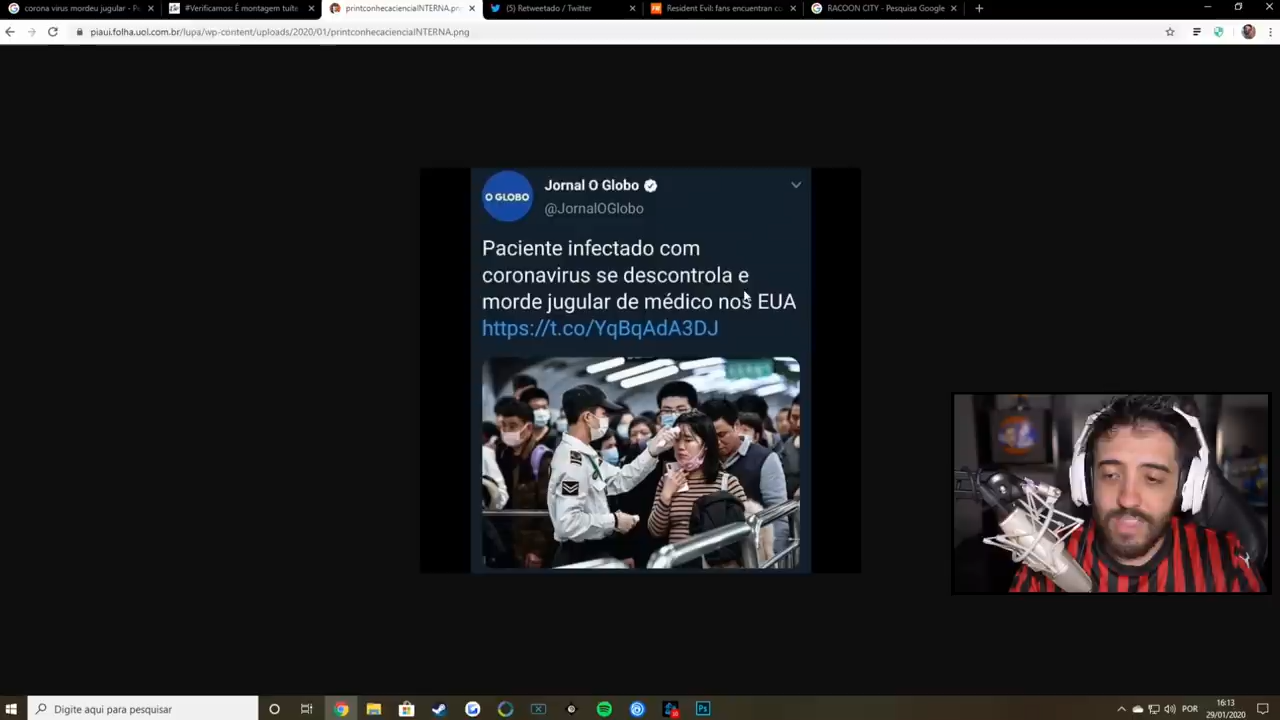 corona virus mordeu jugular - P
#Verificamos: É montagem tuíte
printconhecacienciaINTERNA.pn
(5) Retweetado / Twitter
Resident Evil: fans encuentran c
RACOON CITY - Pesquisa Google
piaui.folha.uol.com.br/lupa/wp-content/uploads/2020/01/printconhecacienciaINTERNA.png
O GLOBO
Jornal O Globo
@JornalOGlobo
Paciente infectado com
coronavirus se descontrola e
morde jugular de médico nos EUA
https://t.co/YqBqAdA3DJ
Digite aqui para pesquisar
POR
16:13
29/01/2020